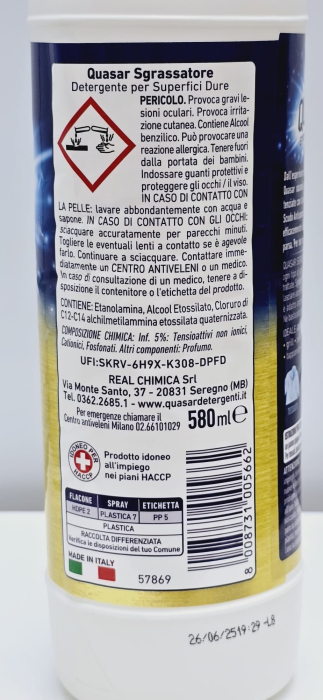 Quasar Sgrassatore
Detergente per Superfici Dure
PERICOLO. Provoca gravi le-
sioni oculari. Provoca irrita-
zione cutanea. Contiene Alcol
benzilico. Può provocare una
reazione allergica. Tenere fuori
dalla portata dei bambini.
Indossare guanti protettivi e
proteggere gli occhi / il viso.
IN CASO DI CONTATTO CON
LA PELLE: lavare abbondantemente con acqua e
sapone. IN CASO DI CONTATTO CON GLI OCCHI:
sciacquare accuratamente per parecchi minuti.
Togliere le eventuali lenti a contatto se è agevole
farlo. Continuare a sciacquare. Contattare imme-
diatamente un CENTRO ANTIVELENI o un medico.
In caso di consultazione di un medico, tenere a di-
sposizione il contenitore o l'etichetta del prodotto.
CONTIENE: Etanolamina, Alcool Etossilato, Cloruro di
C12-C14 alchilmetilammina etossilata quaternizzata.
COMPOSIZIONE CHIMICA: Inf. 5%: Tensioattivi non ionici,
Cationici, Fosfonati. Altri componenti: Profumo.
UFI:SKRV-6H9X-K308-DPFD
REAL CHIMICA Srl
Via Monte Santo, 37 - 20831 Seregno (MB)
Tel. 0362.2685.1 - www.quasardetergenti.it
Per emergenze chiamare il
Centro antiveleni Milano 02.66101029
580 ml e
IDONEO PER
HACCP
Prodotto idoneo
all'impiego
nei piani HACCP
FLACONE SPRAY ETICHETTA
HDPE 2 PLASTICA 7 PP 5
PLASTICA
RACCOLTA DIFFERENZIATA
Verifica le disposizioni del tuo Comune
MADE IN ITALY
57869
8 008731 005662
26/06/25 19:29 -L8